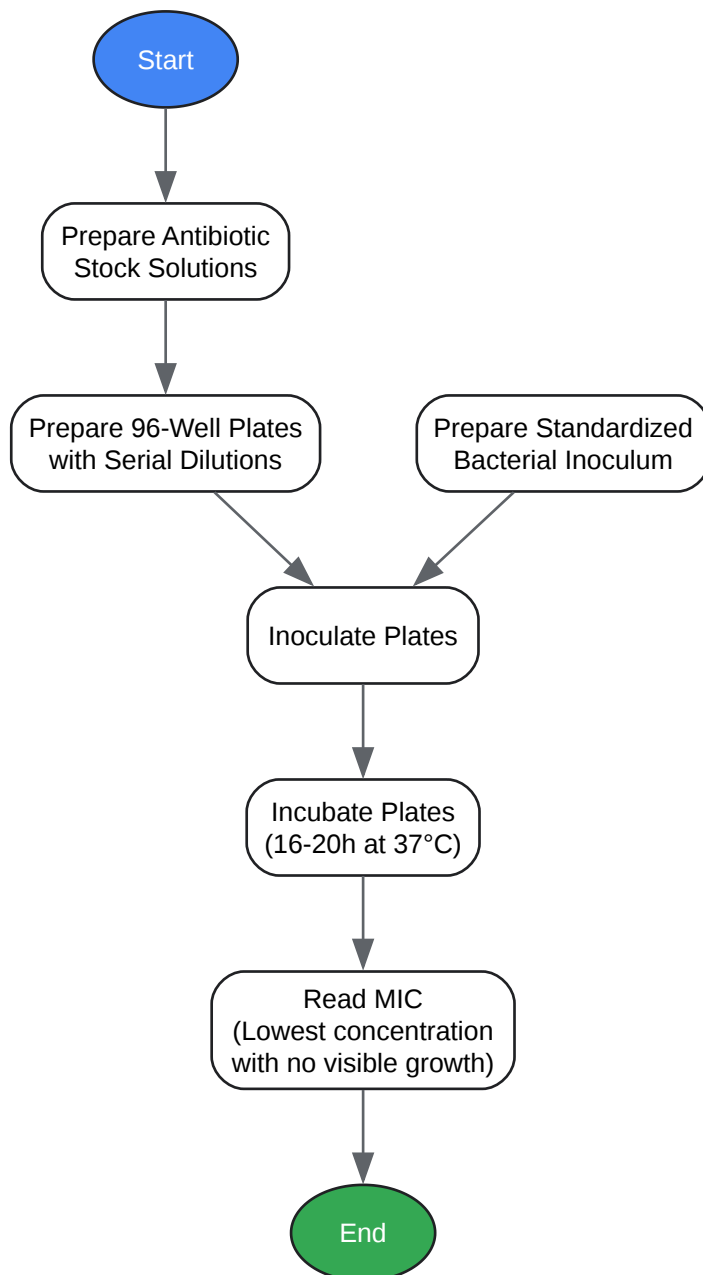 Start
Prepare Antibiotic
Stock Solutions
Prepare 96-Well Plates
with Serial Dilutions
Prepare Standardized
Bacterial Inoculum
Inoculate Plates
Incubate Plates
(16-20h at 37°C)
Read MIC
(Lowest concentration
with no visible growth)
End